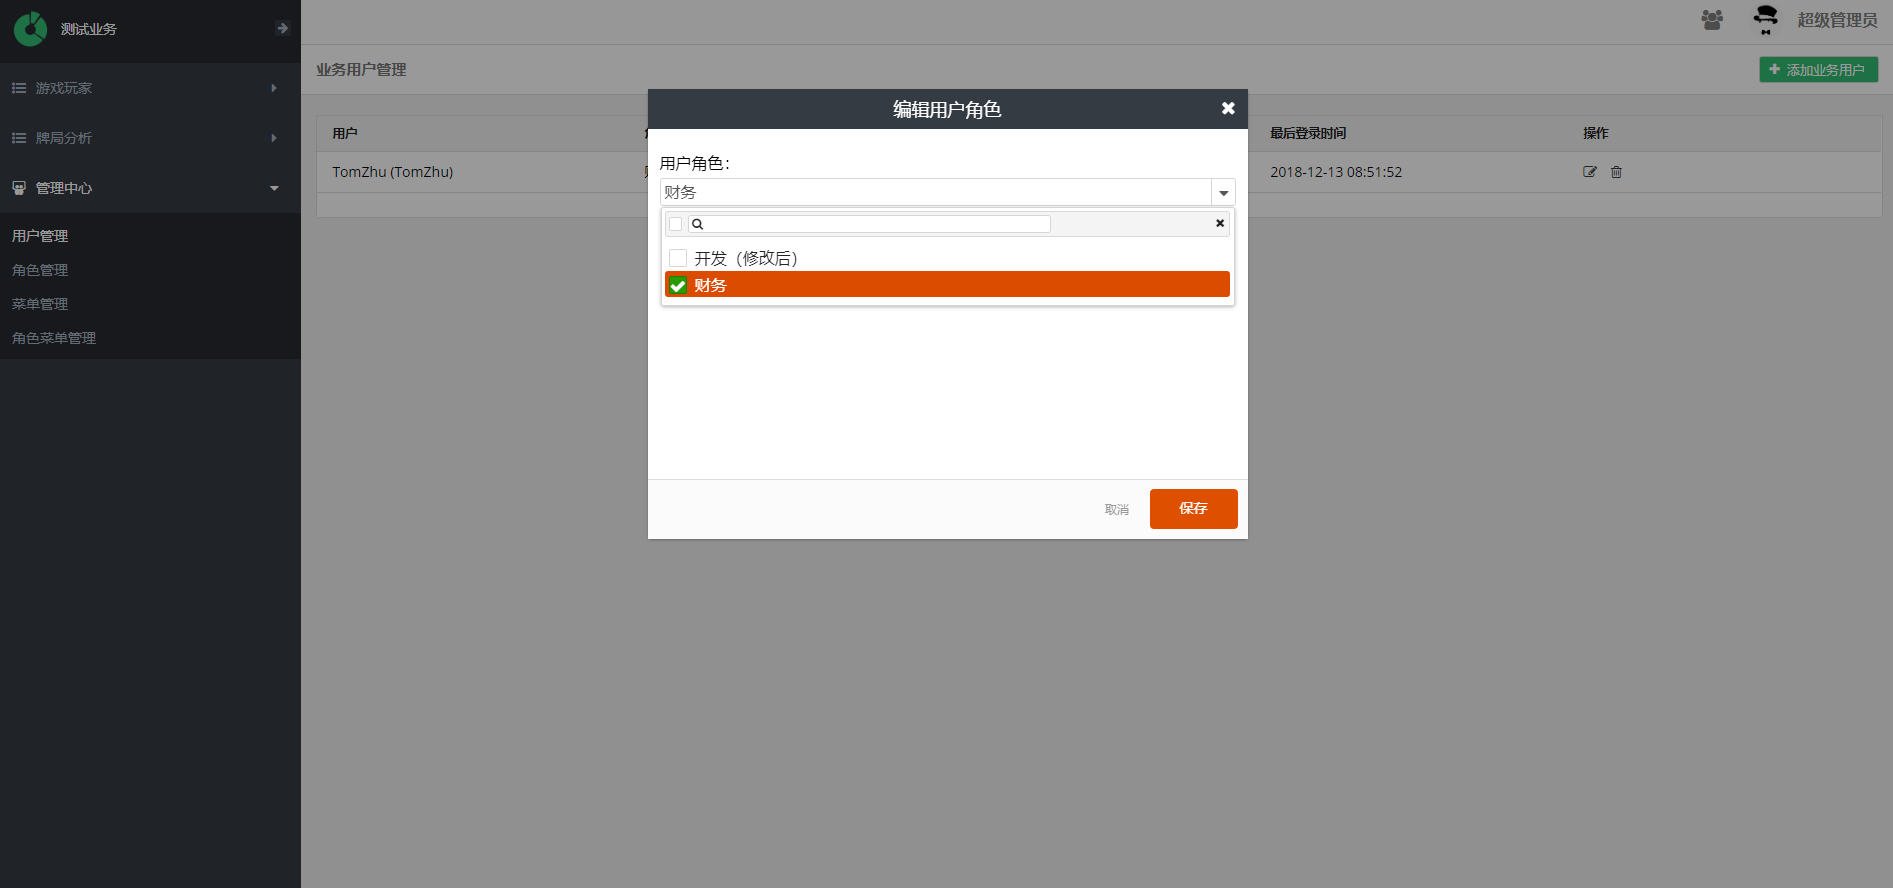 测试业务
超级管理员
游戏玩家
牌局分析
管理中心
用户管理
角色管理
菜单管理
角色菜单管理
业务用户管理
添加业务用户
用户
最后登录时间
操作
TomZhu (TomZhu)
2018-12-13 08:51:52
编辑用户角色
用户角色：
财务
开发（修改后）
财务
取消
保存